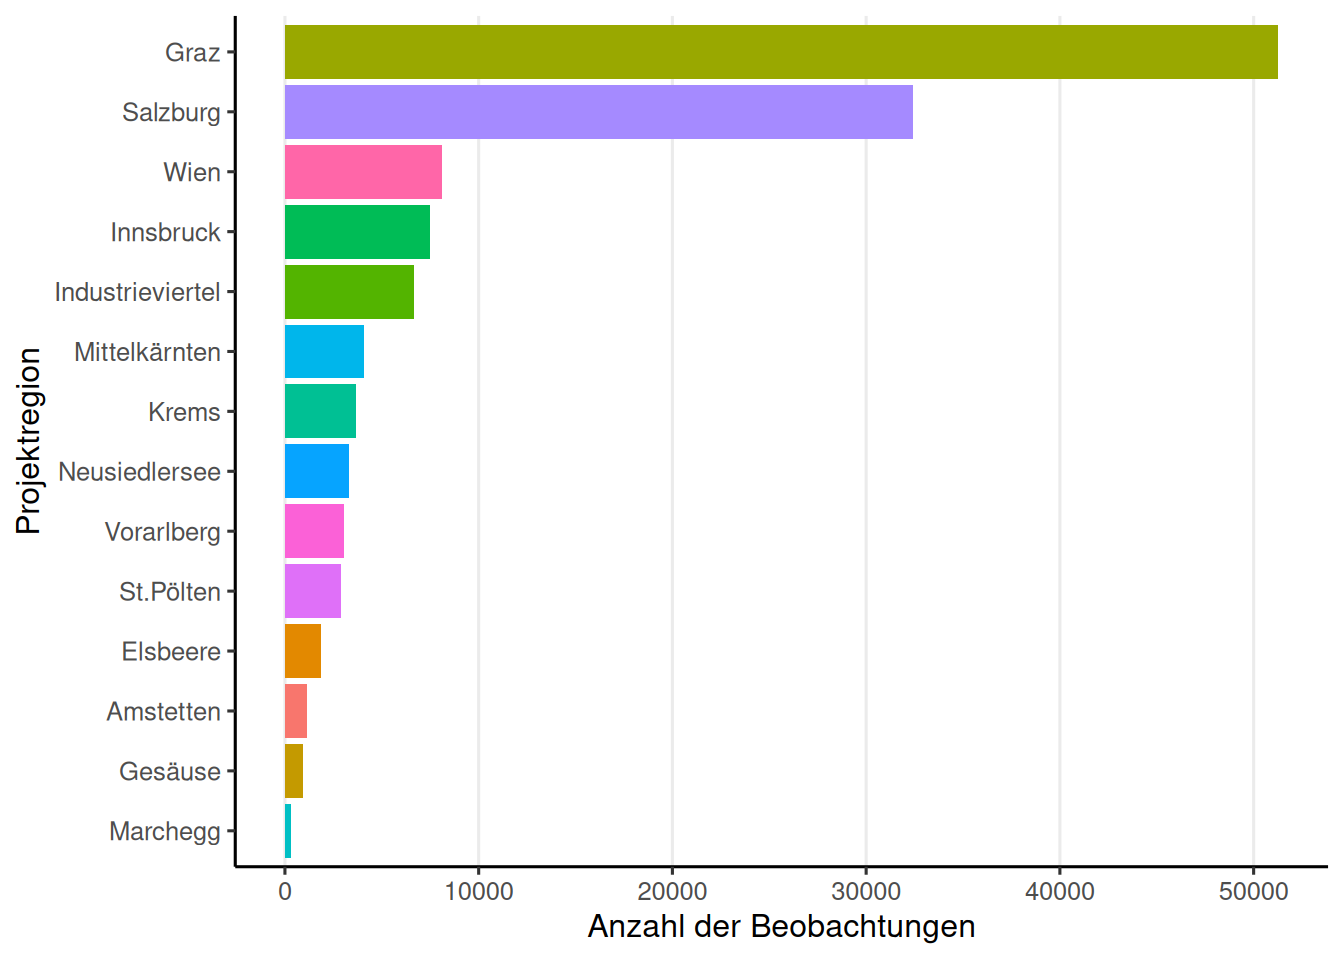 Projektregion
Graz
Salzburg
Wien
Innsbruck
Industrieviertel
Mittelkärnten
Krems
Neusiedlersee
Vorarlberg
St.Pölten
Elsbeere
Amstetten
Gesäuse
Marchegg
0 10000 20000 30000 40000 50000
Anzahl der Beobachtungen